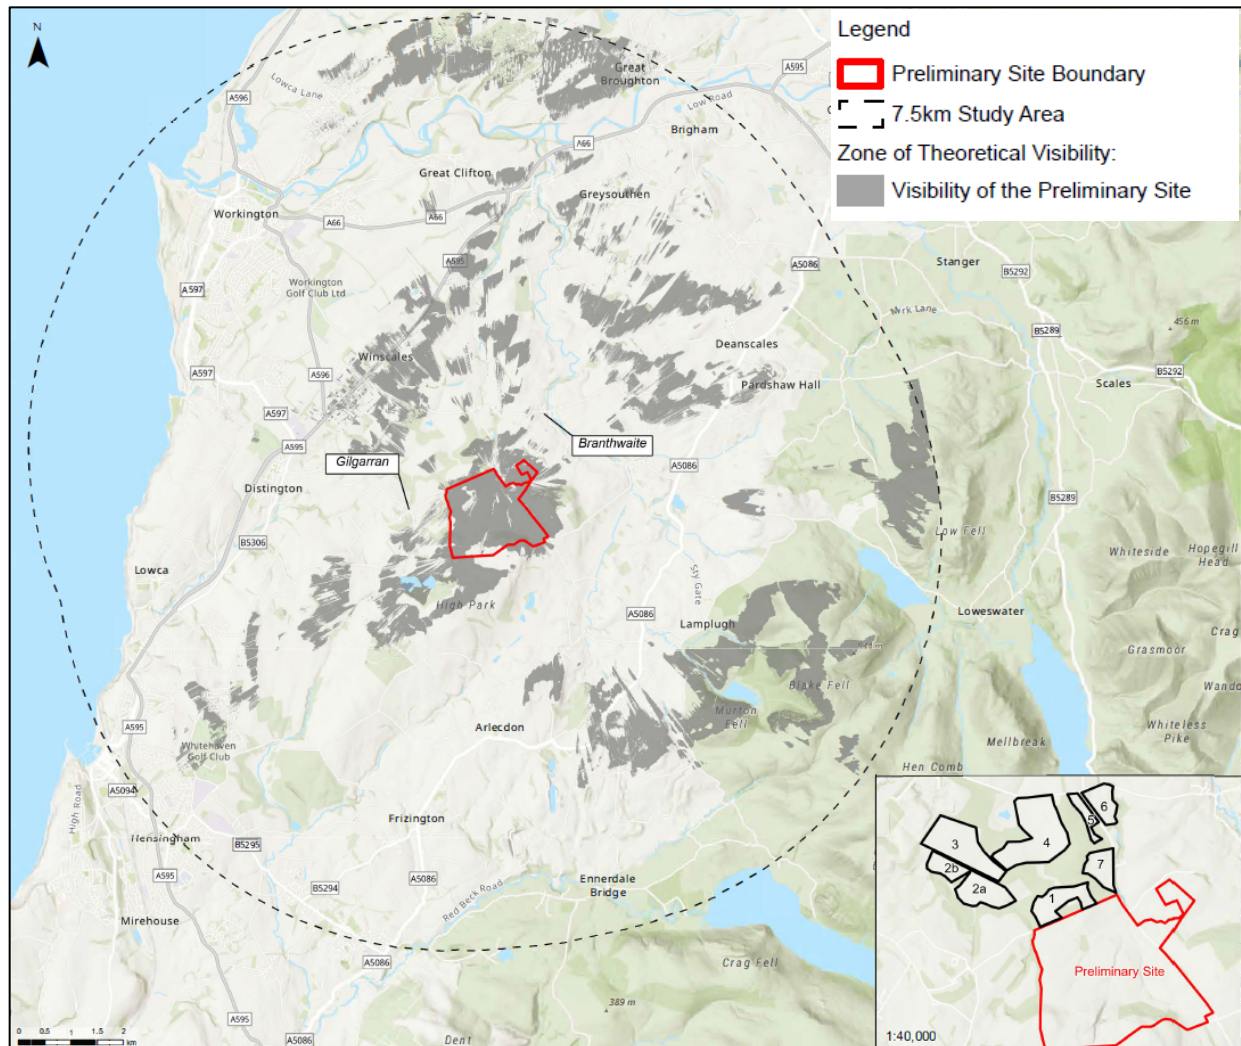 N
Legend
Preliminary Site Boundary
7.5km Study Area
Zone of Theoretical Visibility:
Visibility of the Preliminary Site
Great
Broughton
A595
Lowca Lane
A596
Low Road
Brigham
A66
Great Clifton
Greysouthen
Workington
A66
A66
A595
A5086
Stanger
B5292
Workington
Golf Club Ltd
A597
456 m
B5289
Deanscales
Winscales
A597
A596
B5292
Scales
Pardshaw Hall
A597
Branthwaite
A595
Gilgarran
A5086
Distington
B5289
Low Fell
B5306
Whiteside
Hopegill
Head
Lowca
Sty Gate
High Park
A5086
Loweswater
Lamplugh
Crag
Grasmoor
Blake Fell
Wando
Murton
Fell
Arlecdon
A595
Whiteless
Pike
Whitehaven
Golf Club
Mellbreak
Hen Comb
A5094
High Road
Frizington
Hensingham
B5295
Ennerdale
Bridge
A595
B5294
A5086
Red Beck Road
Mirehouse
A5086
Crag Fell
389 m
A595
A5086
Dent
0 0.5 1 1.5 2
km
6
5
3
4
2b
7
2a
1
Preliminary Site
1:40,000